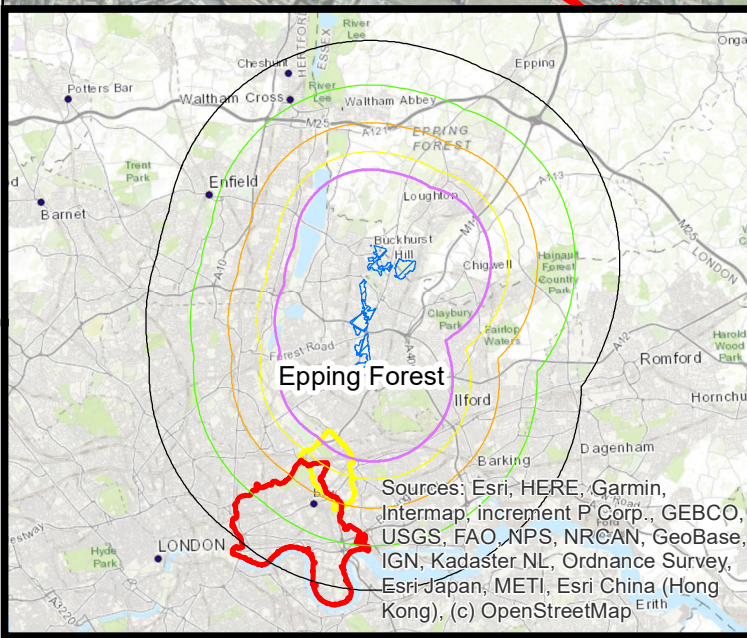 River
Lee
HERTFORD
ESSEX
Cheshunt
Epping
Potters Bar
River
Lee
Waltham Cross
Waltham Abbey
M25
A121
EPPING
FOREST
Trent
Park
A113
Enfield
Loughton
Barnet
M25
LONDON
Buckhurst
Hill
M11
A10
Chigwell
Hainault
Forest
Country
Park
Claybury
Park
Fairlop
Waters
Harold
Wood
Park
Forest Road
A12
Romford
Epping Forest
Ilford
Hornchu
Barking
Dagenham
Hyde
Park
LONDON
A3220
Erith
Sources: Esri, HERE, Garmin,
Intermap, increment P Corp., GEBCO,
USGS, FAO, NPS, NRCAN, GeoBase,
IGN, Kadaster NL, Ordnance Survey,
Esri Japan, METI, Esri China (Hong
Kong), (c) OpenStreetMap